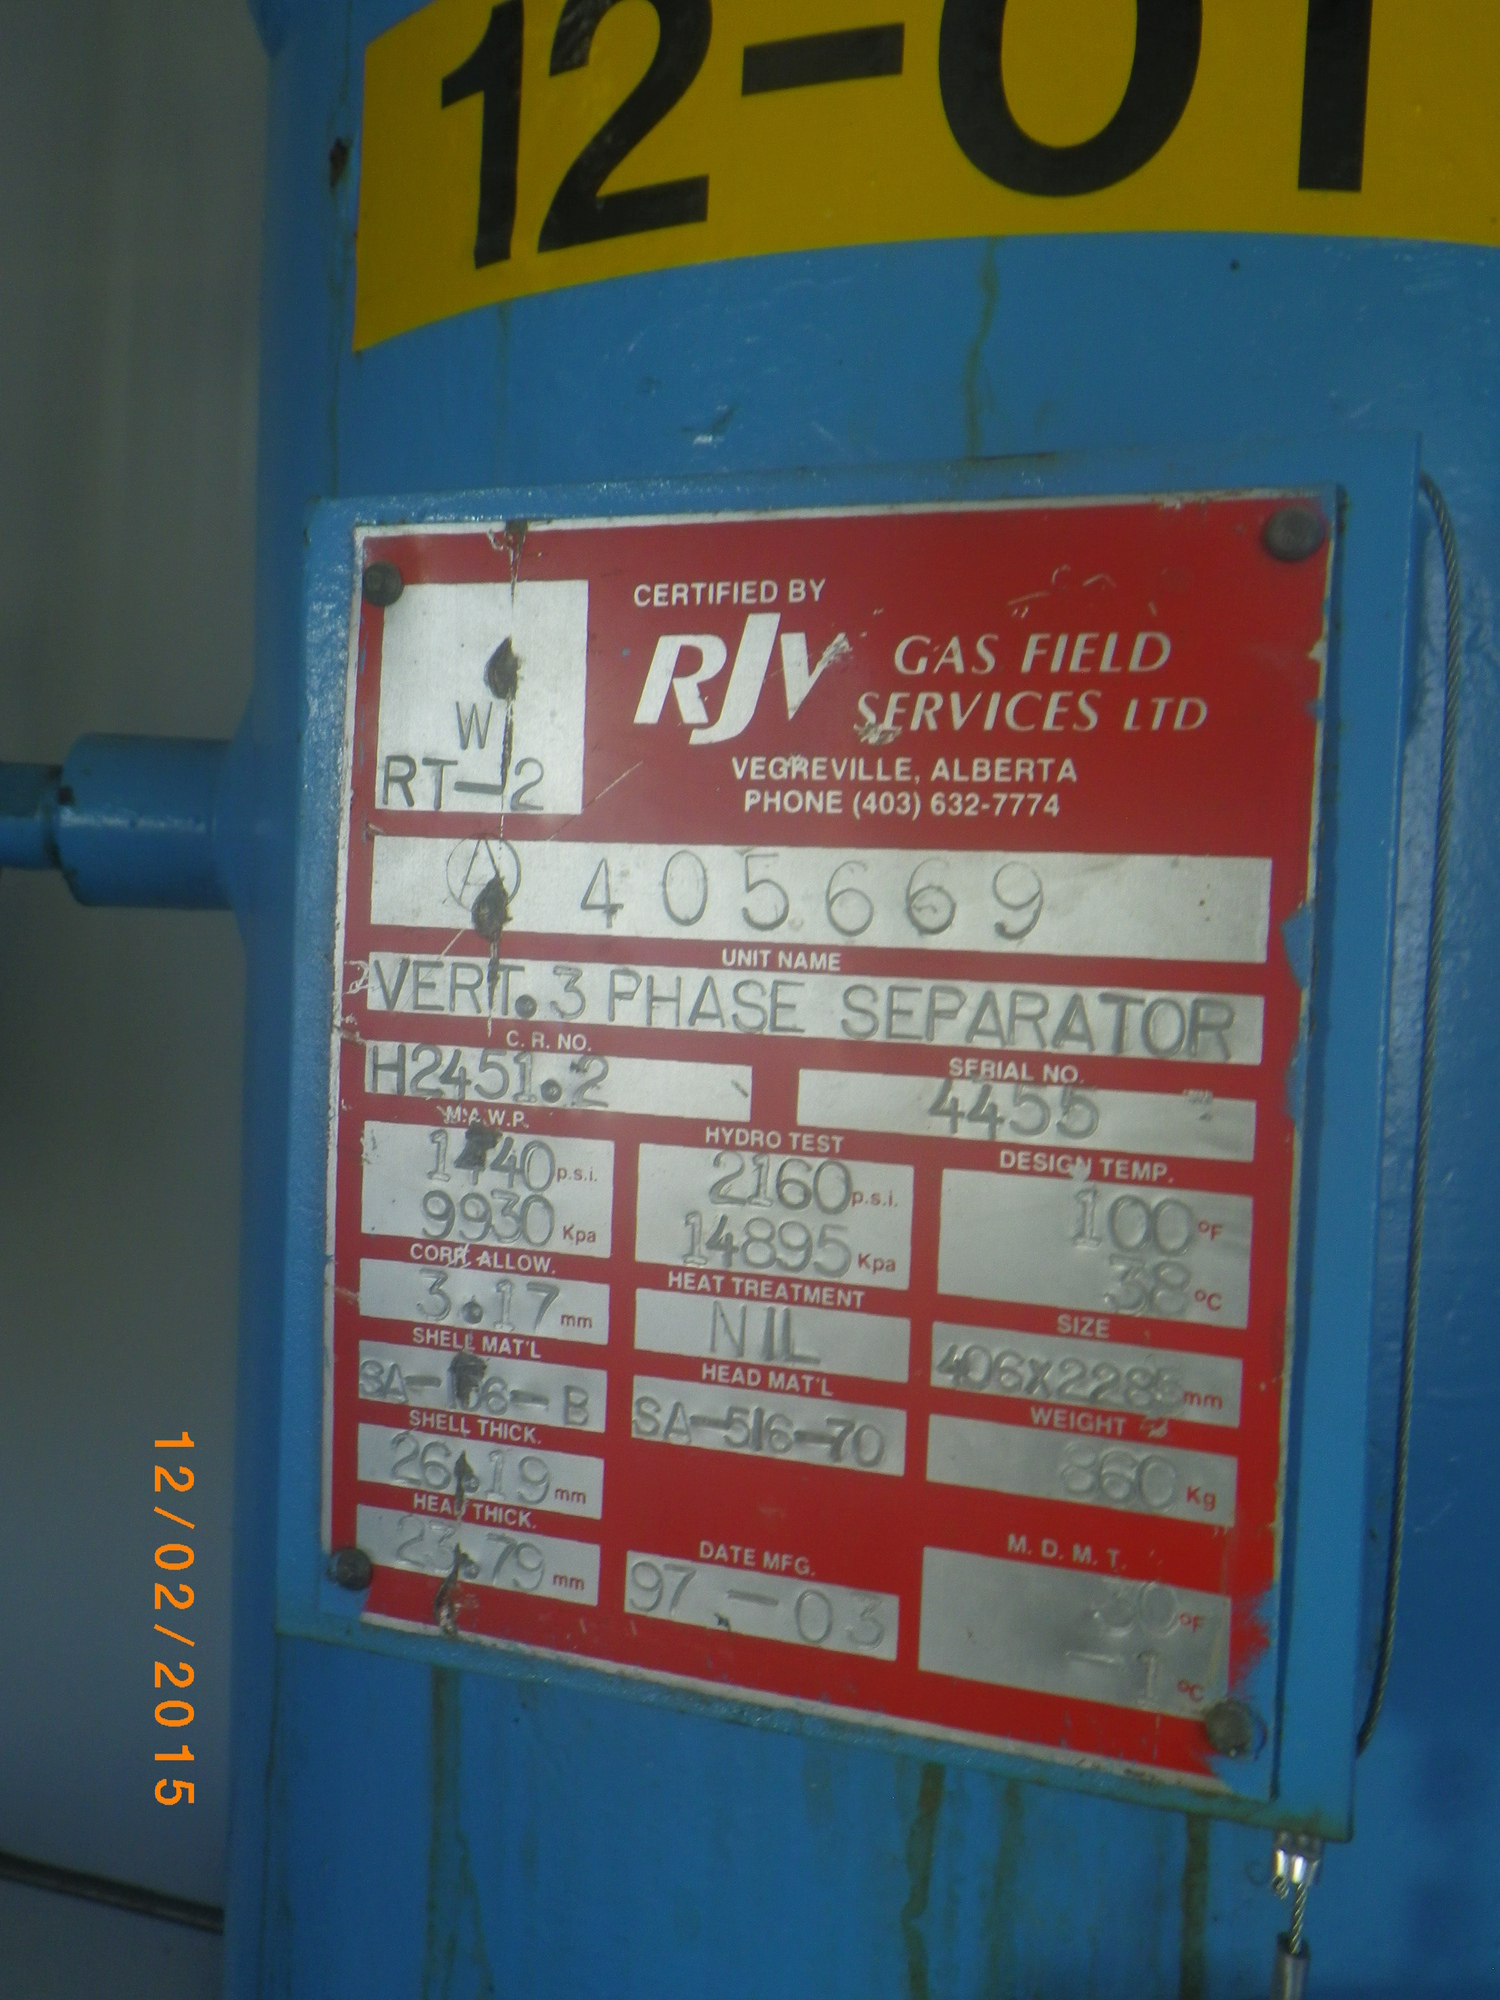 12-01
CERTIFIED BY
RJV GAS FIELD
SERVICES LTD
VEGREVILLE, ALBERTA
PHONE (403) 632-7774
W
RT-2
A 405669
UNIT NAME
VERT. 3 PHASE SEPARATOR
C. R. NO.
H2451.2
SERIAL NO.
4455
M.A.W.P.
1440 p.s.i.
9930 Kpa
HYDRO TEST
2160 p.s.i.
14895 Kpa
DESIGN TEMP.
100 °F
38 °C
CORR. ALLOW.
3.17 mm
HEAT TREATMENT
NIL
SIZE
406X2285 mm
SHELL MAT'L
SA-106-B
HEAD MAT'L
SA-516-70
WEIGHT
860 Kg
SHELL THICK.
26.19 mm
HEAD THICK.
23.79 mm
DATE MFG.
97-03
M. D. M. T.
30 °F
-1 °C
12/02/2015